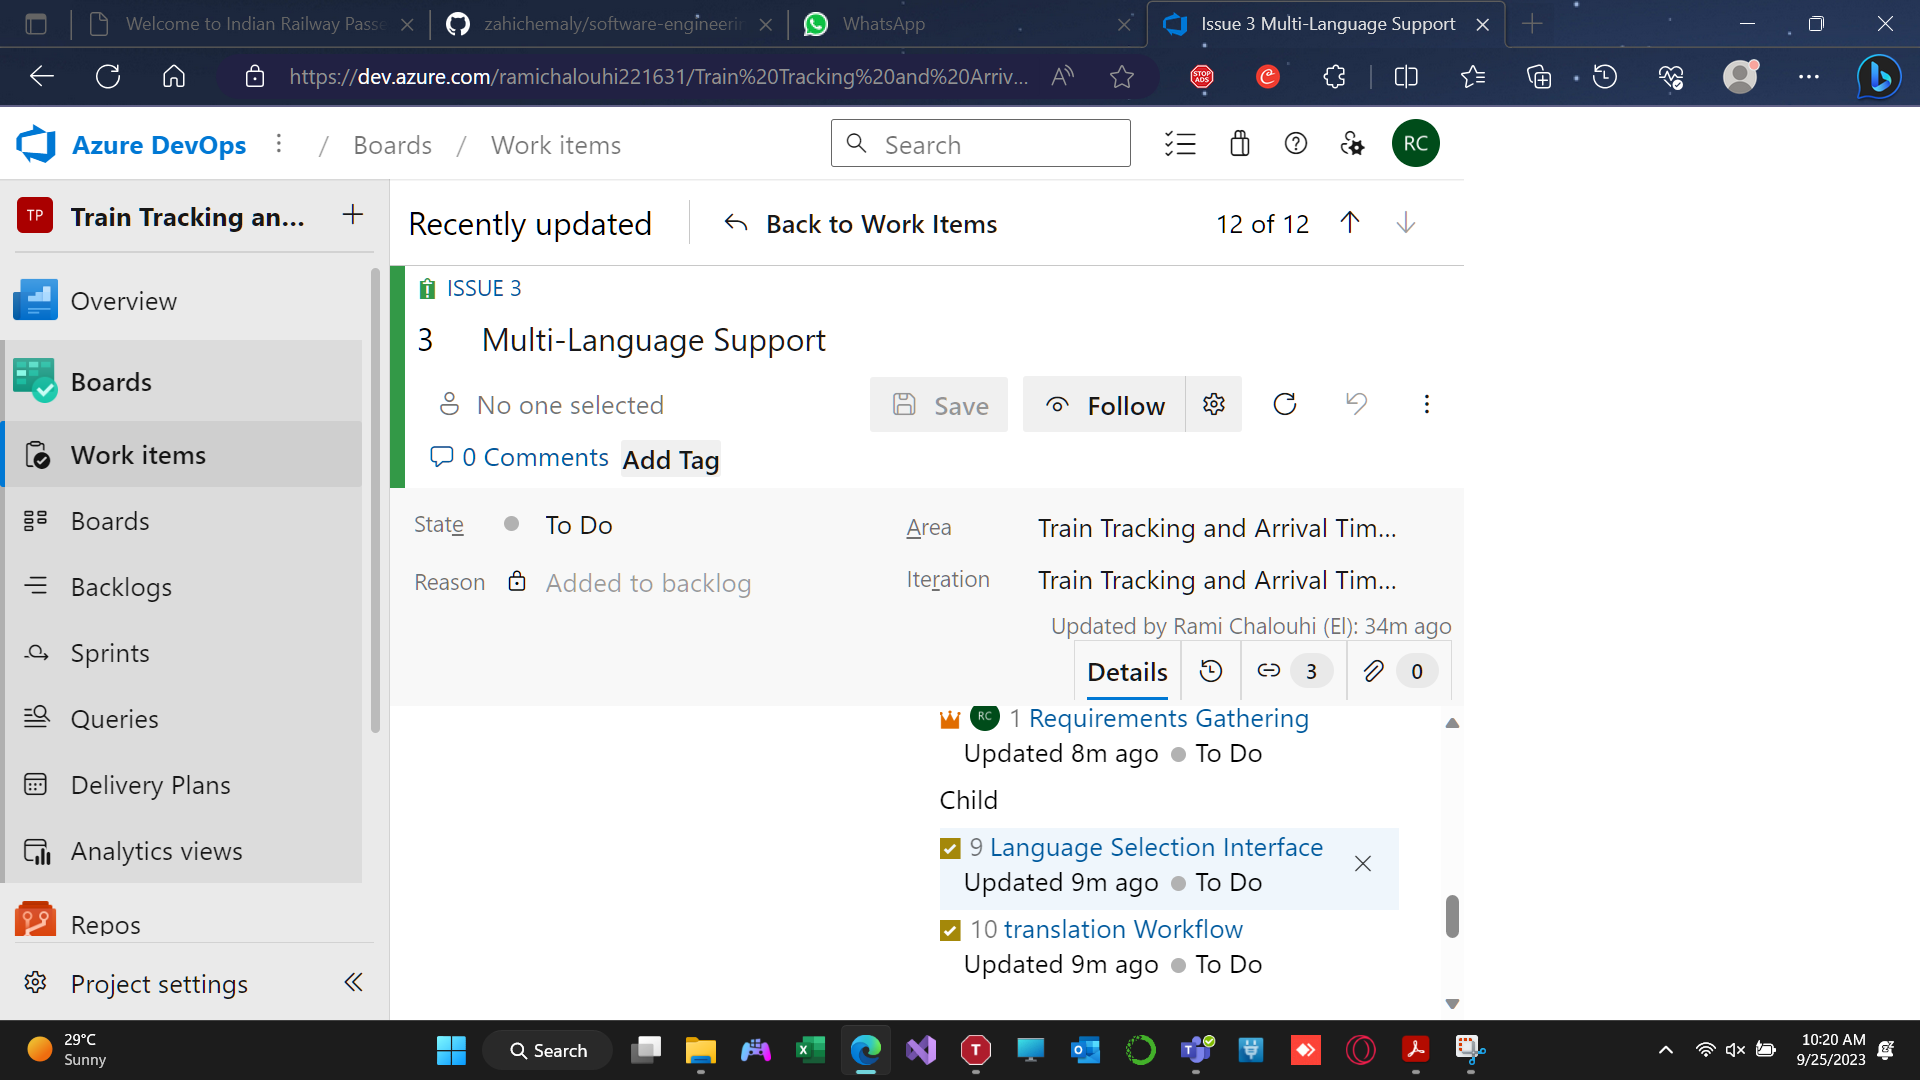 Welcome to Indian Railway Passe
zahichemaly/software-engineerin
WhatsApp
Issue 3 Multi-Language Support
https://dev.azure.com/ramichalouhi221631/Train%20Tracking%20and%20Arriv...
Azure DevOps / Boards / Work items
Search
RC
TP
Train Tracking an...
Recently updated
Back to Work Items
12 of 12
Overview
Boards
Work items
Boards
Backlogs
Sprints
Queries
Delivery Plans
Analytics views
Repos
Project settings
ISSUE 3
3 Multi-Language Support
No one selected
Save
Follow
0 Comments
Add Tag
State
To Do
Area
Train Tracking and Arrival Tim...
Reason
Added to backlog
Iteration
Train Tracking and Arrival Tim...
Updated by Rami Chalouhi (El): 34m ago
Details
3
0
RC
1 Requirements Gathering
Updated 8m ago
To Do
Child
9 Language Selection Interface
Updated 9m ago
To Do
10 translation Workflow
Updated 9m ago
To Do
29°C
Sunny
Search
10:20 AM
9/25/2023